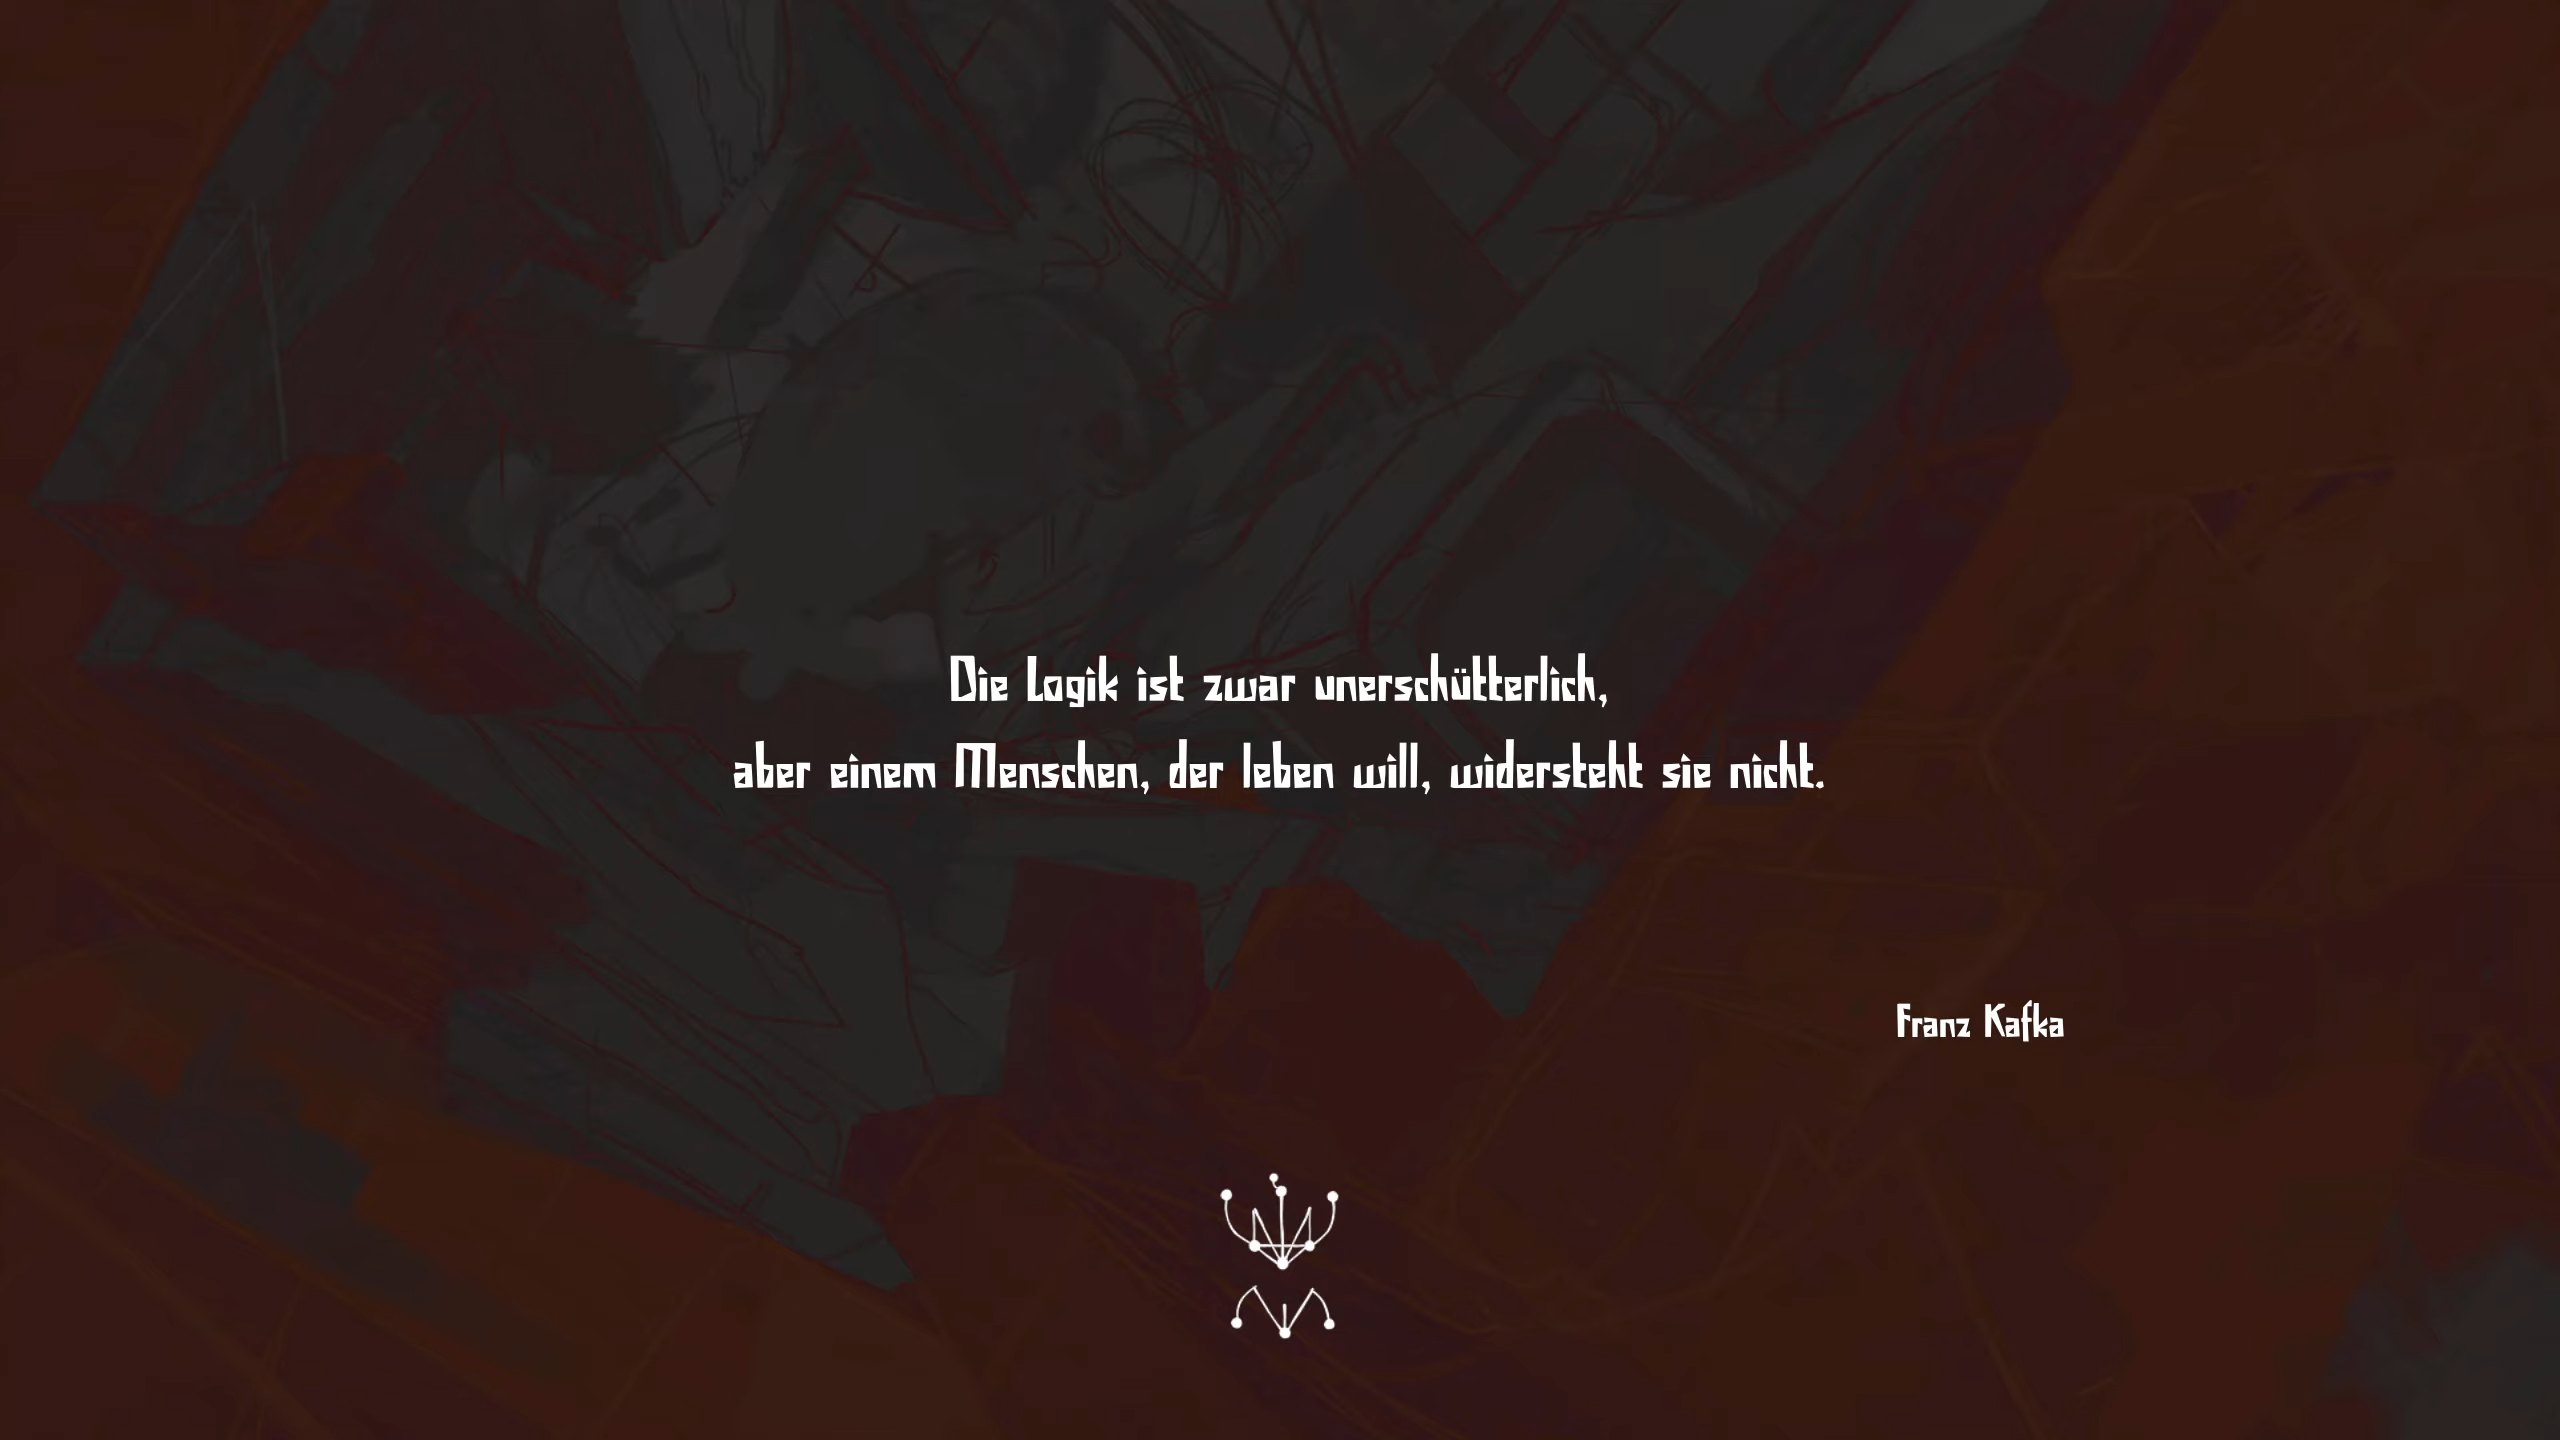 Die Logik ist zwar unerschütterlich,
aber einem Menschen, der leben will, widersteht sie nicht.
Franz Kafka